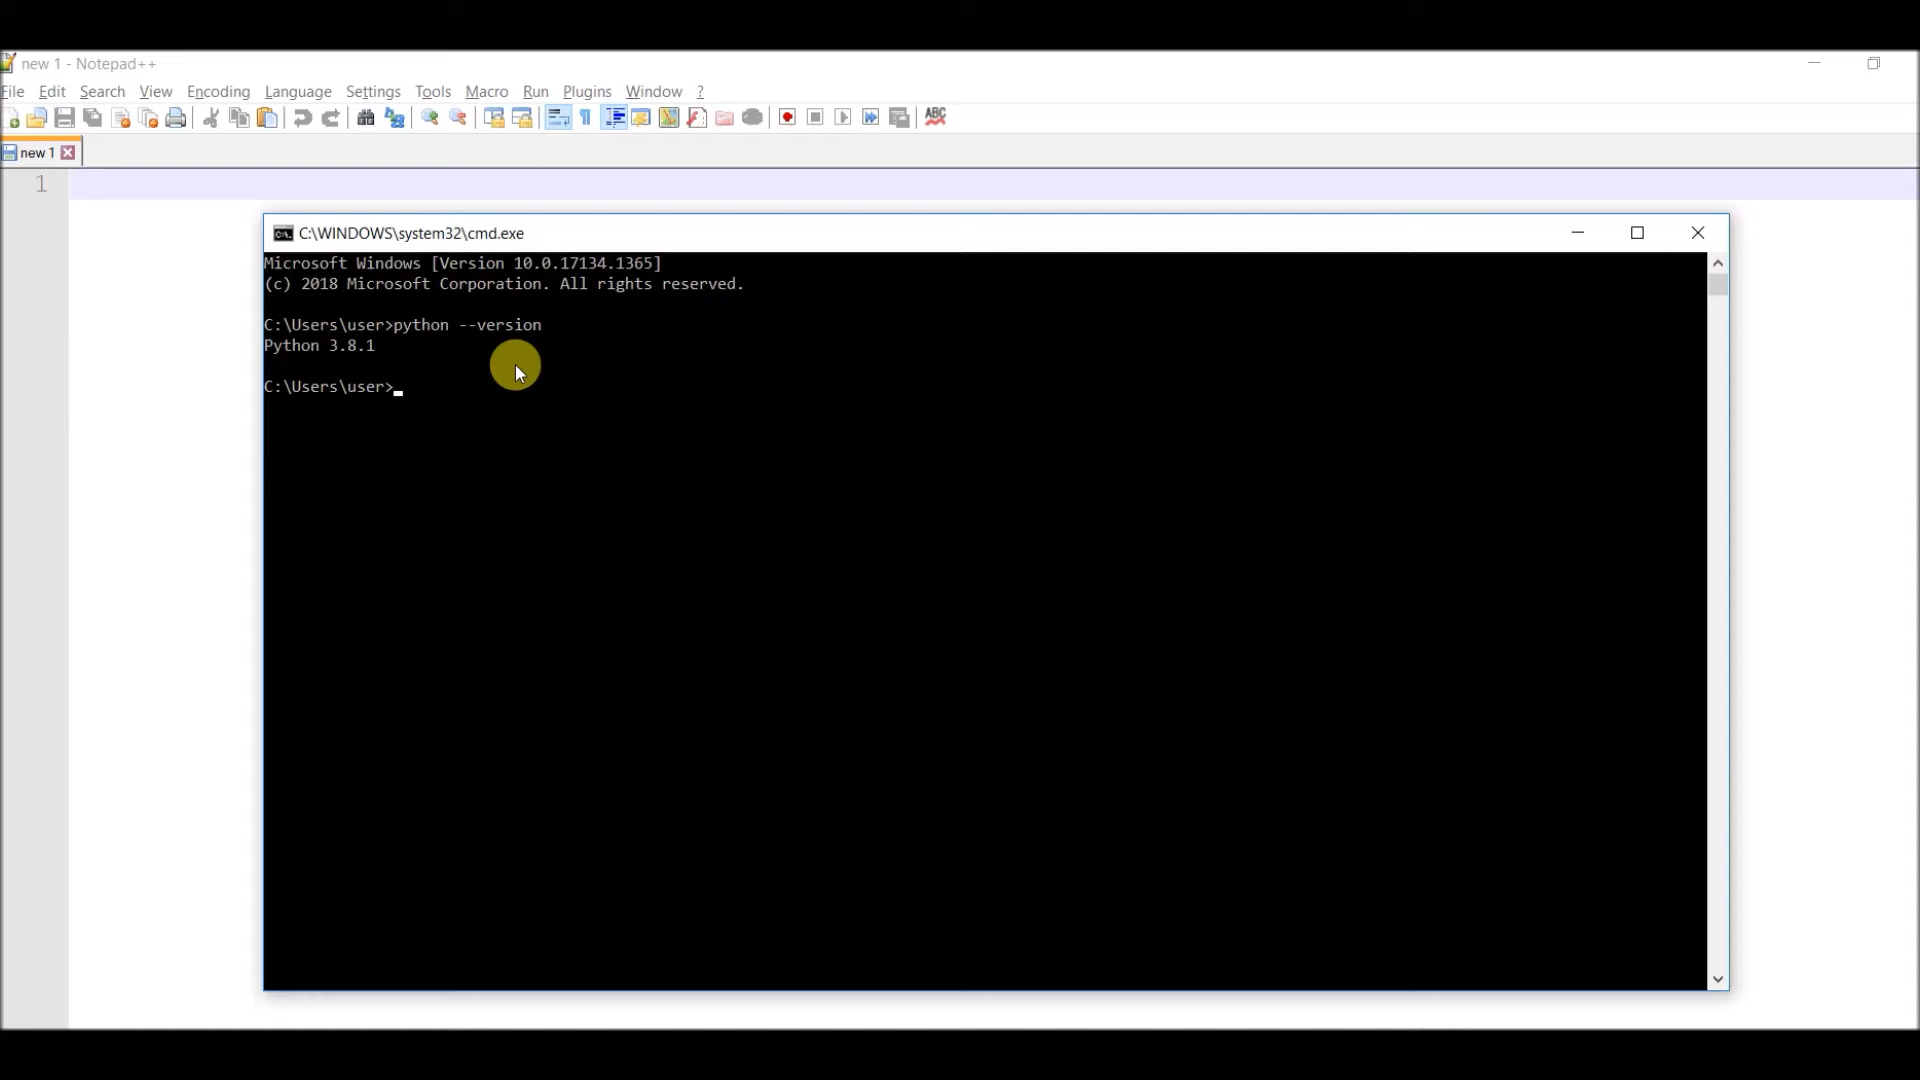 new 1 - Notepad++
File Edit Search View Encoding Language Settings Tools Macro Run Plugins Window ?
ABC
new 1
1
C:\WINDOWS\system32\cmd.exe
Microsoft Windows [Version 10.0.17134.1365]
(c) 2018 Microsoft Corporation. All rights reserved.
C:\Users\user>python --version
Python 3.8.1
C:\Users\user>